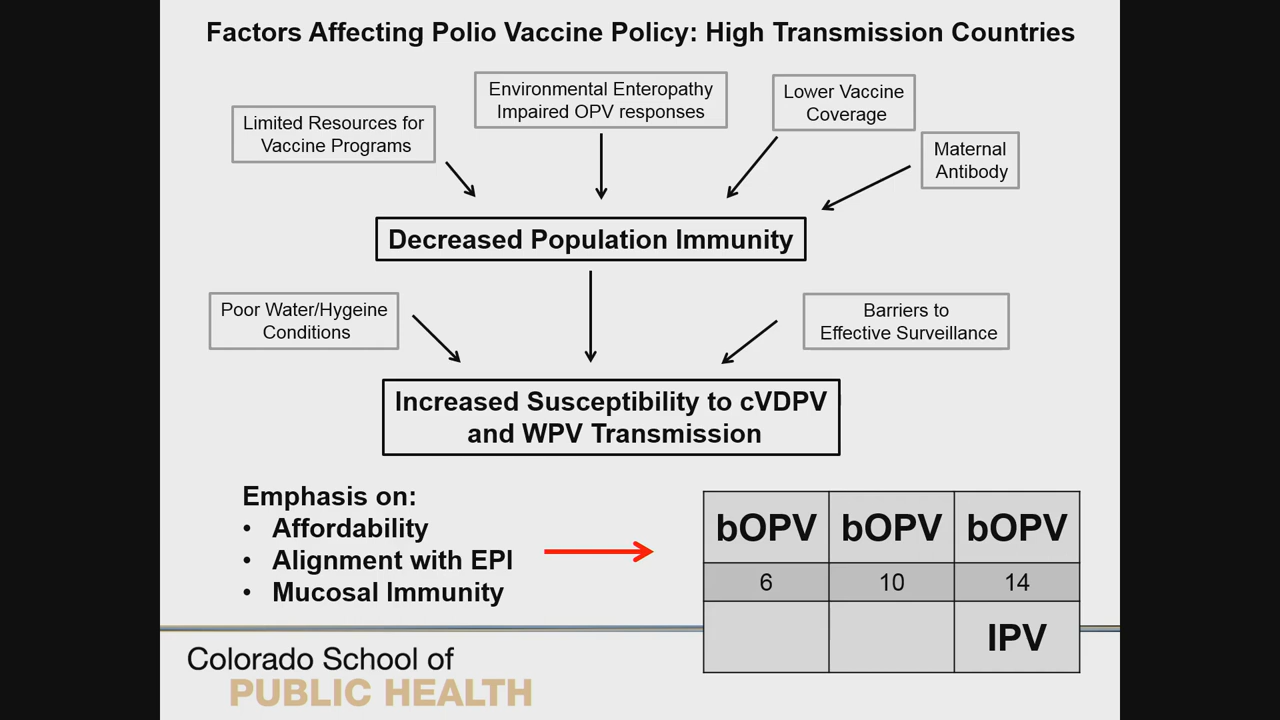 Factors Affecting Polio Vaccine Policy: High Transmission Countries
Limited Resources for
Vaccine Programs
Environmental Enteropathy
Impaired OPV responses
Lower Vaccine
Coverage
Maternal
Antibody
Decreased Population Immunity
Poor Water/Hygeine
Conditions
Barriers to
Effective Surveillance
Increased Susceptibility to cVDPV
and WPV Transmission
Emphasis on:
• Affordability
• Alignment with EPI
• Mucosal Immunity
bOPV bOPV bOPV
6 10 14
IPV
Colorado School of
PUBLIC HEALTH